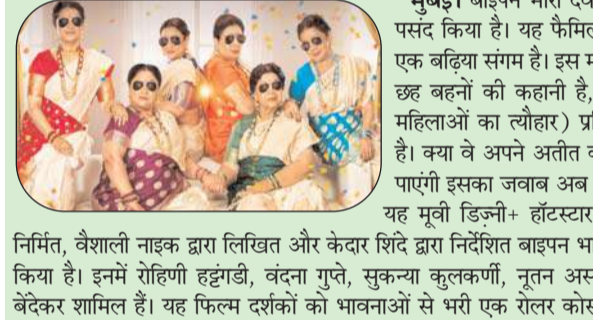 मुंबई। बाइपन भारी
पसंद किया है। यह
एक बढ़िया संगम है। इस
छह बहनों की कहानी है,
महिलाओं का त्यौहार)
है। क्या वे अपने अतीत
पाएंगी इसका जवाब अब
यह मूवी डिज़्नी+ हॉटस्टार
निर्मित, वैशाली नाइक द्वारा लिखित और केदार शिंदे द्वारा निर्देशित बाइपन
किया है। इनमें रोहिणी हट्टंगडी, वंदना गुप्ते, सुकन्या कुलकर्णी, नूतन
बेंदेकर शामिल हैं। यह फिल्म दर्शकों को भावनाओं से भरी एक रोलर